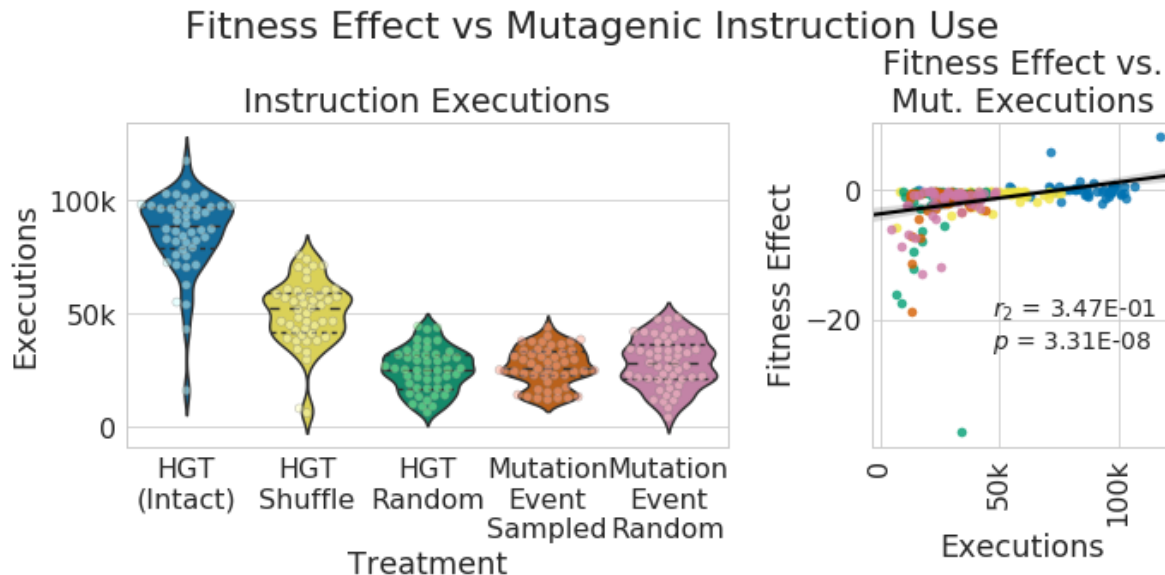 Fitness Effect vs Mutagenic Instruction Use
Instruction Executions
Executions
100k
50k
0
HGT
(Intact)
HGT
Shuffle
HGT
Random
Mutation
Event
Sampled
Mutation
Event
Random
Treatment
Fitness Effect vs.
Mut. Executions
Fitness Effect
0
−20
r₂ = 3.47E-01
p = 3.31E-08
0
50k
100k
Executions